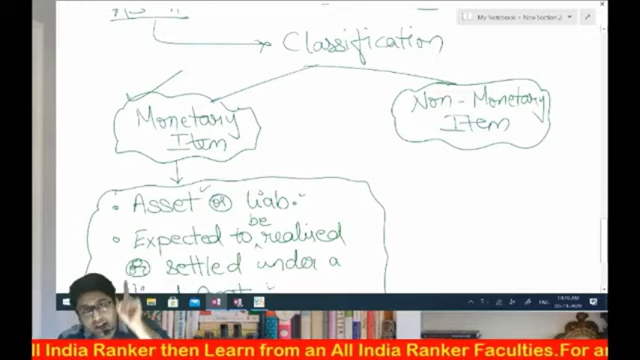 My Notebook • New Section 2
Classification
Monetary
Item
Non-Monetary
Item
• Asset or liab.
be
• Expected to realised
or settled under a
ENG
All India Ranker then Learn from an All India Ranker Faculties.For an